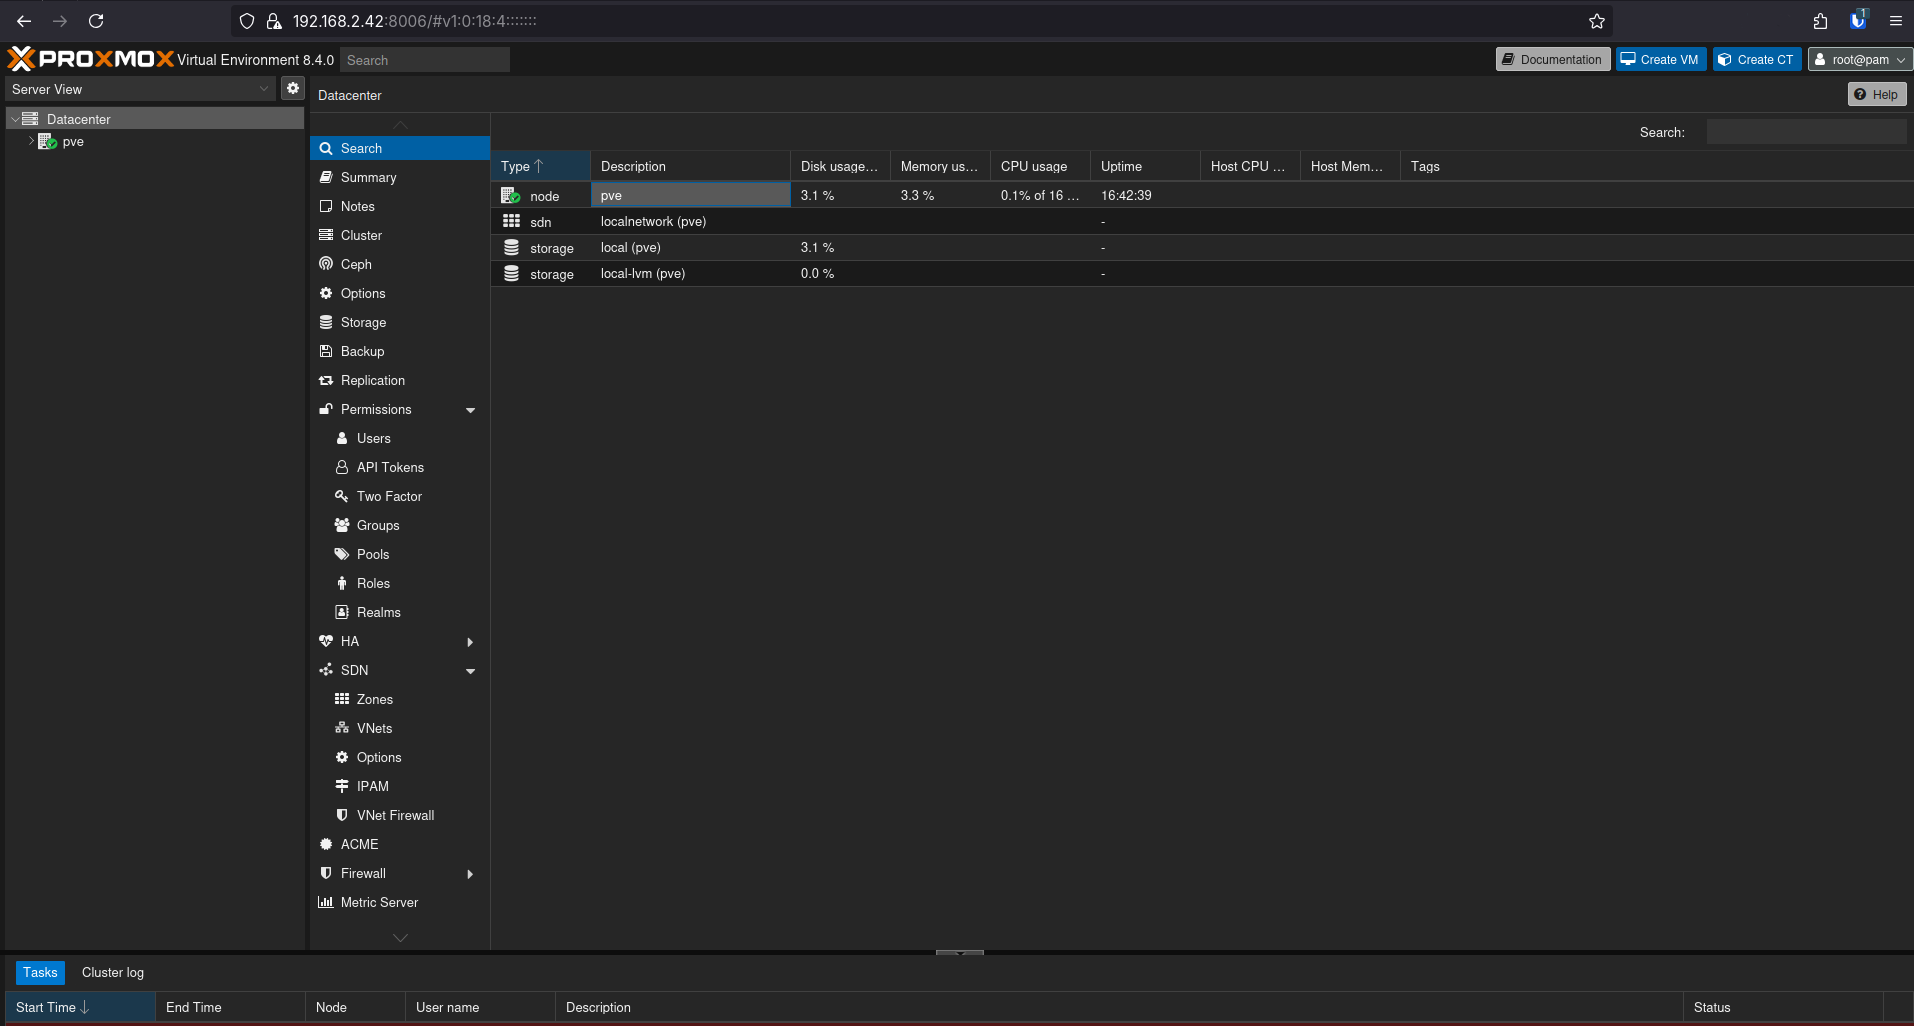 192.168.2.42:8006/#v1:0:18:4:::::::
1
PROXMOX Virtual Environment 8.4.0 Search Documentation Create VM Create CT root@pam
Server View
Datacenter Help
Datacenter
pve
Search:
Search
Summary
Notes
Cluster
Ceph
Options
Storage
Backup
Replication
Permissions
Users
API Tokens
Two Factor
Groups
Pools
Roles
Realms
HA
SDN
Zones
VNets
Options
IPAM
VNet Firewall
ACME
Firewall
Metric Server
Type Description Disk usage... Memory us... CPU usage Uptime Host CPU ... Host Mem... Tags
node pve 3.1 % 3.3 % 0.1% of 16 ... 16:42:39
sdn localnetwork (pve) -
storage local (pve) 3.1 % -
storage local-lvm (pve) 0.0 % -
Tasks Cluster log
Start Time End Time Node User name Description Status